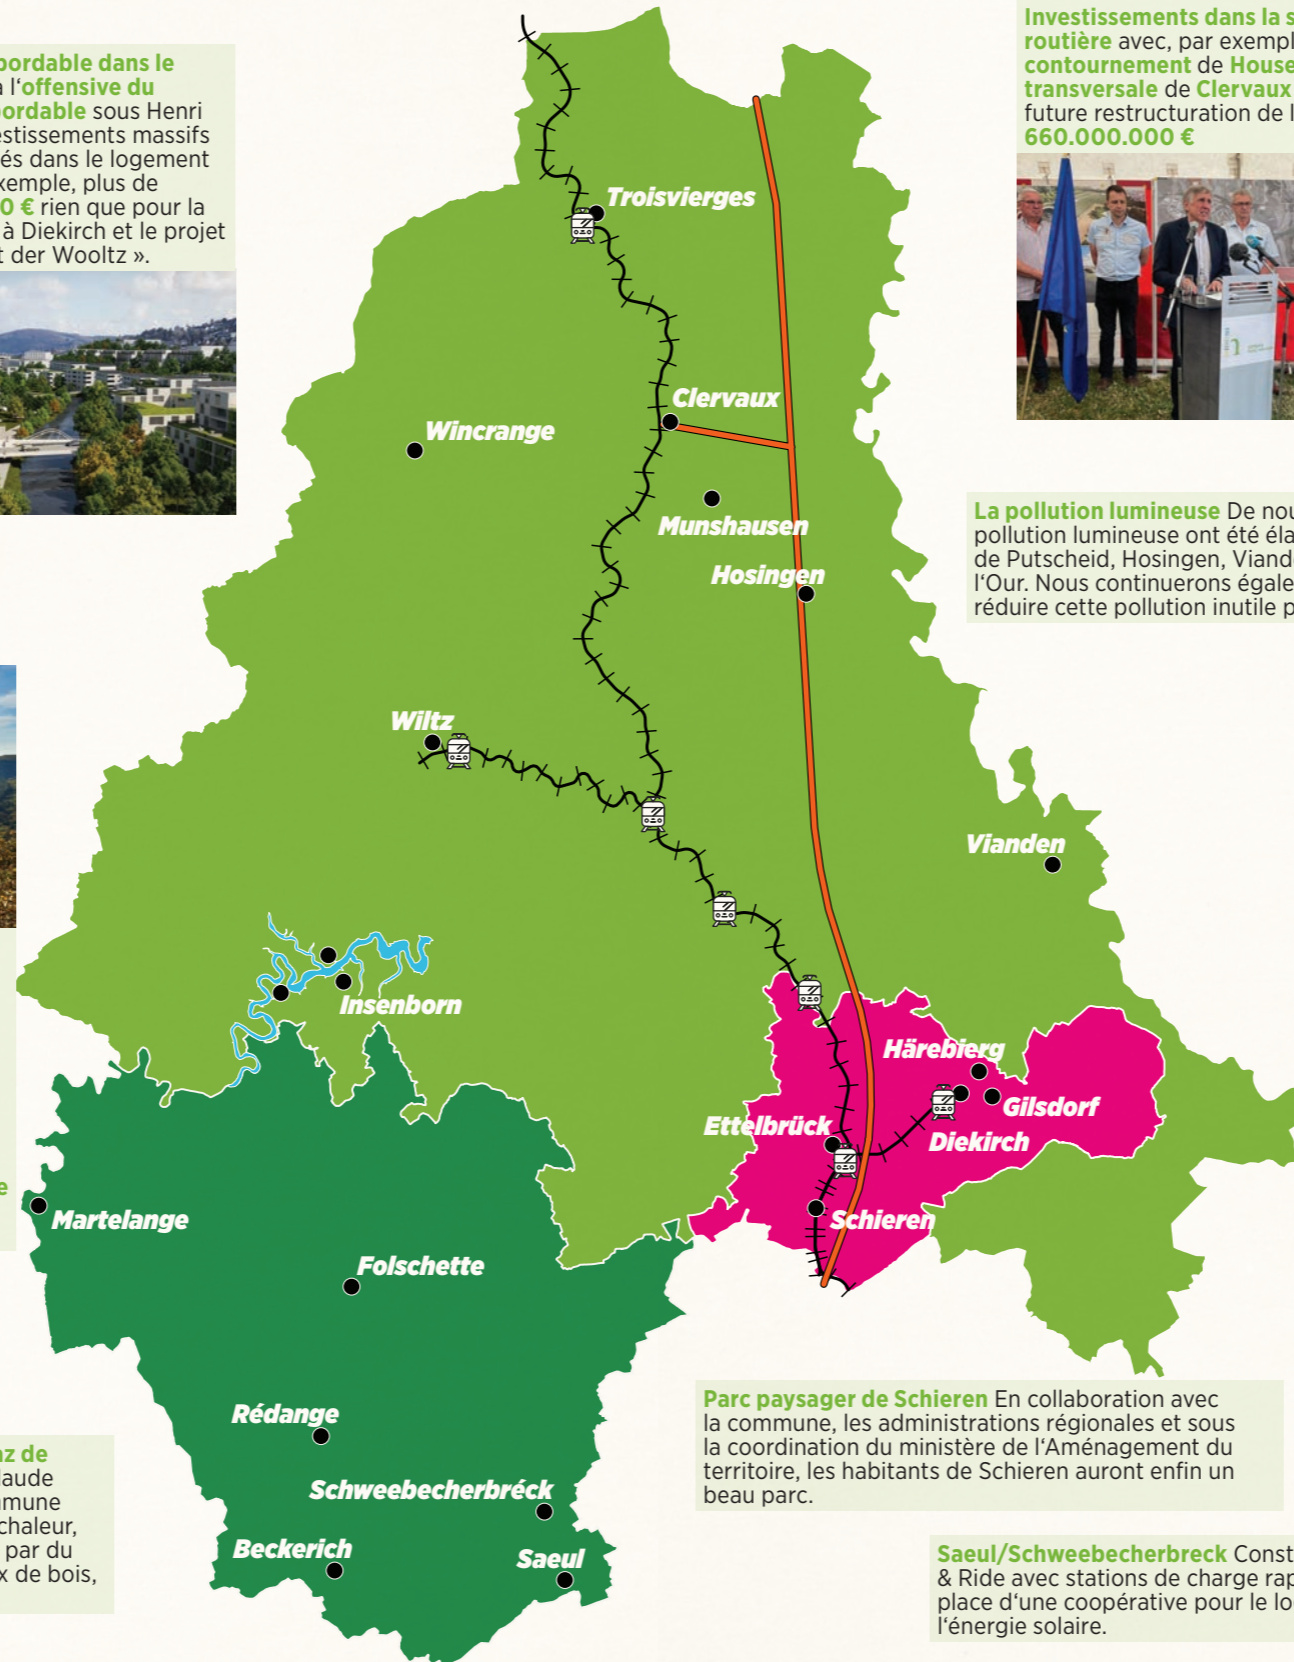 bordable dans le
l‘offensive du
bordable sous Henri
estissements massifs
és dans le logement
xemple, plus de
0 € rien que pour la
à Diekirch et le projet
t der Wooltz ».
Investissements dans la s
routière avec, par exempl
contournement de House
transversale de Clervaux
future restructuration de l
660.000.000 €
Troisvierges
Clervaux
Wincrange
Munshausen
Hosingen
La pollution lumineuse De nou
pollution lumineuse ont été éla
de Putscheid, Hosingen, Viand
l‘Our. Nous continuerons égale
réduire cette pollution inutile p
Wiltz
Vianden
Insenborn
Härebierg
Gilsdorf
Ettelbrück
Diekirch
e
Martelange
Schieren
Folschette
Rédange
Schweebecherbréck
Beckerich
Saeul
az de
laude
mmune
chaleur,
par du
x de bois,
Parc paysager de Schieren En collaboration avec
la commune, les administrations régionales et sous
la coordination du ministère de l‘Aménagement du
territoire, les habitants de Schieren auront enfin un
beau parc.
Saeul/Schweebecherbreck Const
& Ride avec stations de charge rap
place d‘une coopérative pour le lo
l‘énergie solaire.